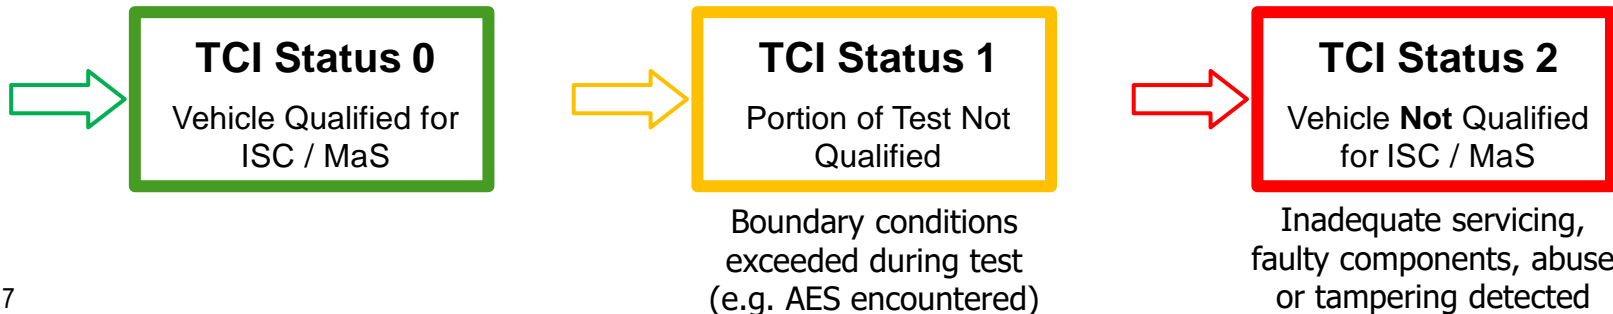 TCI Status 0
Vehicle Qualified for
ISC / MaS
TCI Status 1
Portion of Test Not
Qualified
Boundary conditions
exceeded during test
(e.g. AES encountered)
TCI Status 2
Vehicle Not Qualified
for ISC / MaS
Inadequate servicing,
faulty components, abuse
or tampering detected
7